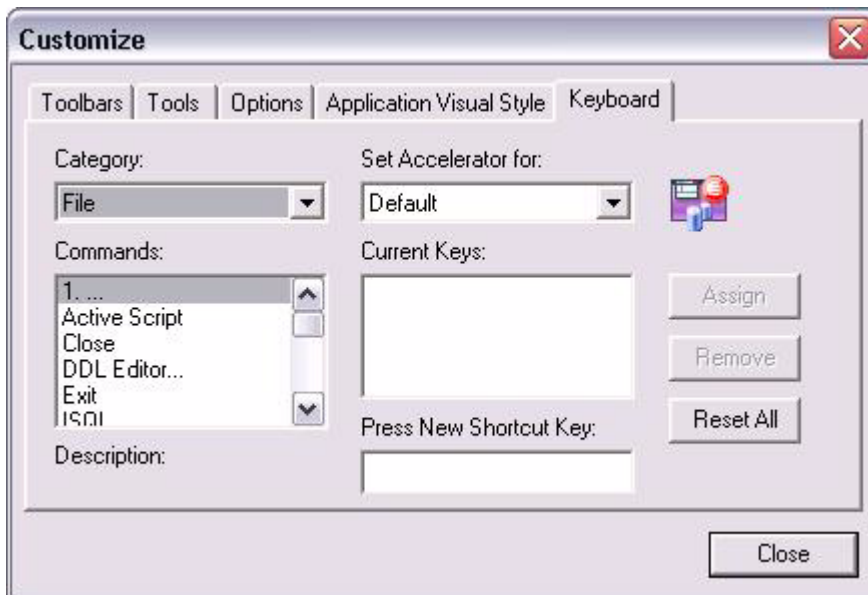 Customize
Toolbars
Tools
Options
Application Visual Style
Keyboard
Category:
File
Commands:
1. ...
Active Script
Close
DDL Editor...
Exit
ISQL
Description:
Set Accelerator for:
Default
Current Keys:
Press New Shortcut Key:
Assign
Remove
Reset All
Close